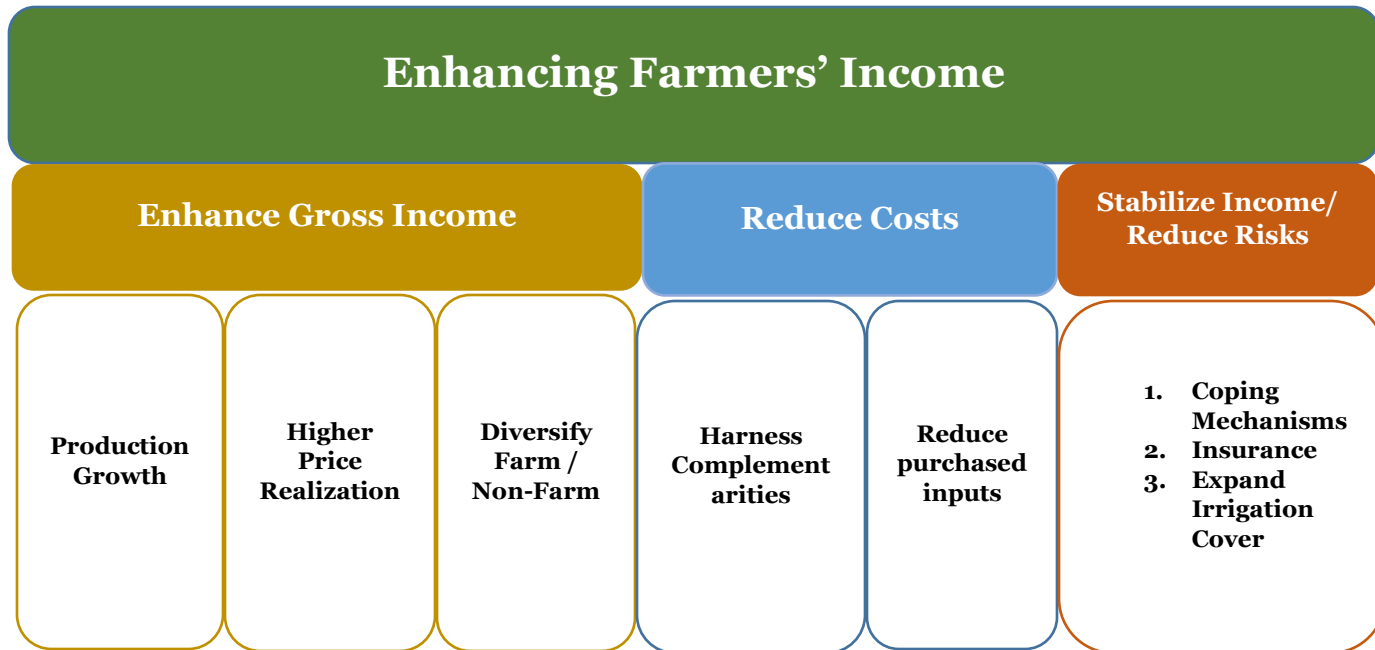 Enhancing Farmers’ Income
Enhance Gross Income
Reduce Costs
Stabilize Income/
Reduce Risks
Production
Growth
Higher
Price
Realization
Diversify
Farm /
Non-Farm
Harness
Complement
arities
Reduce
purchased
inputs
1. Coping
Mechanisms
2. Insurance
3. Expand
Irrigation
Cover